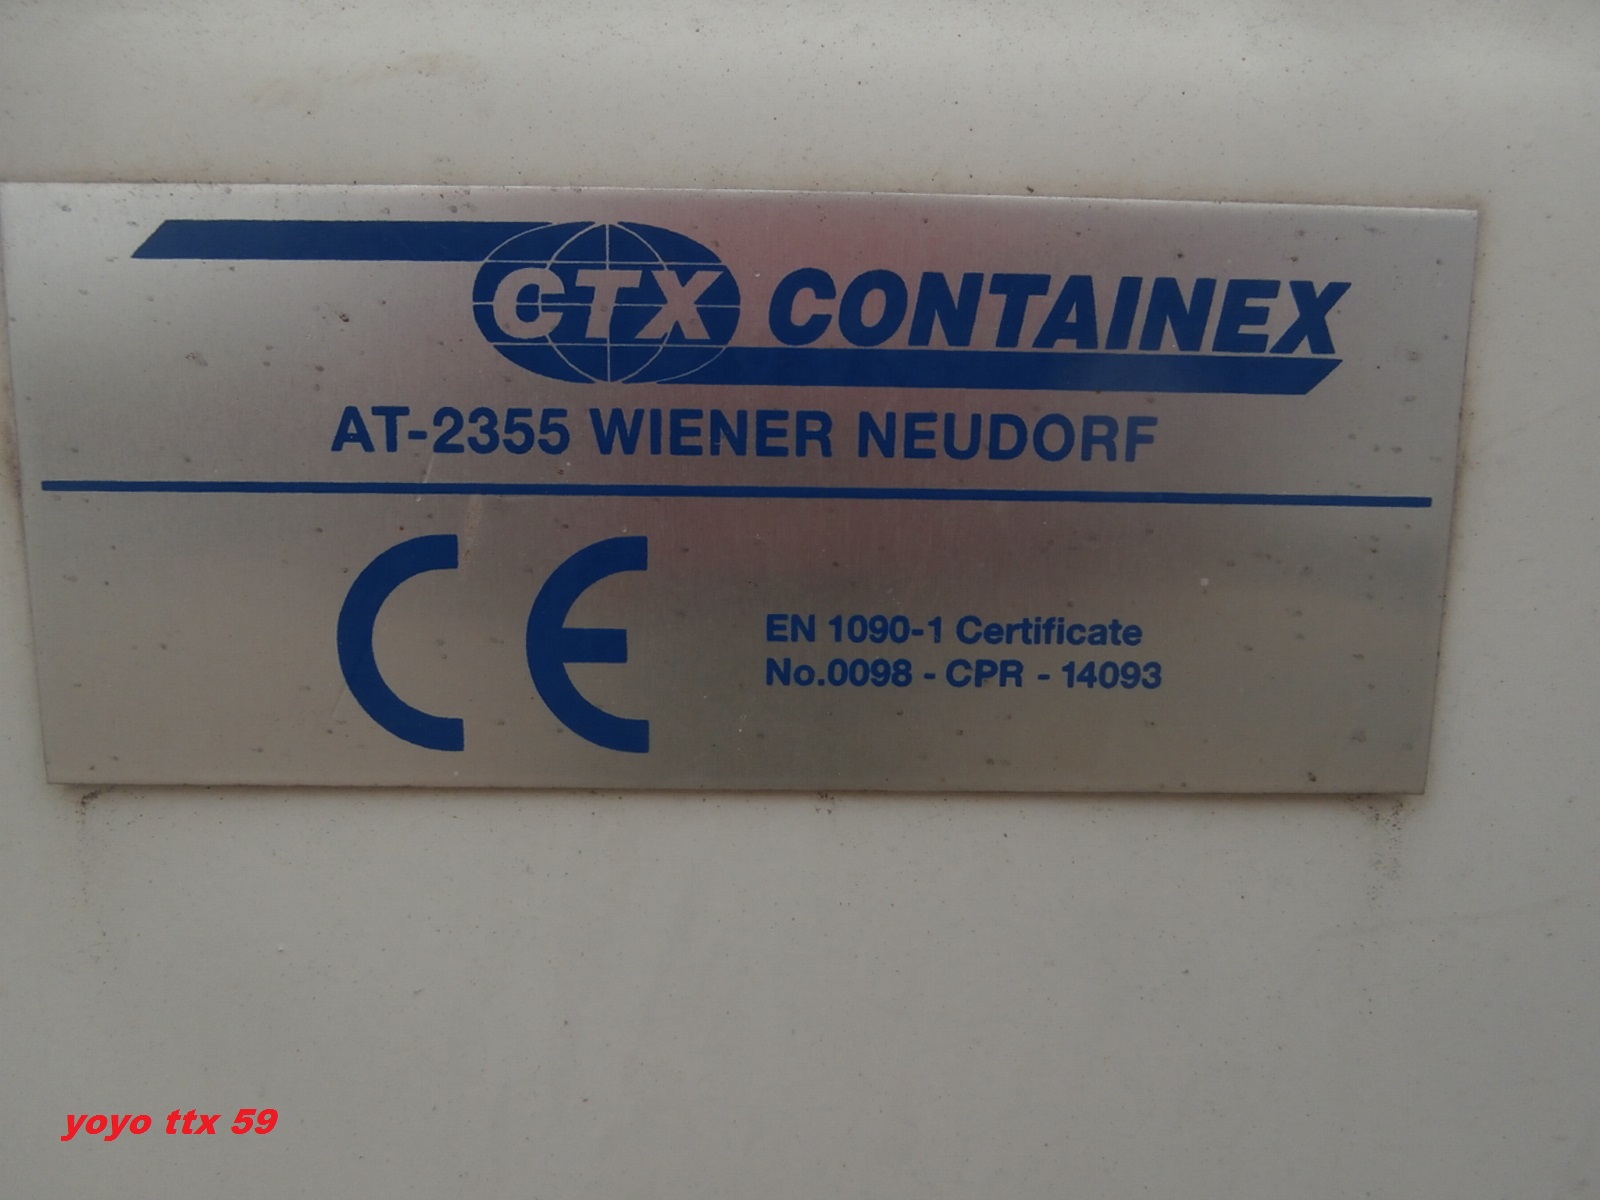 CTX CONTAINEX
AT-2355 WIENER NEUDORF
CE
EN 1090-1 Certificate
No.0098 - CPR - 14093
yoyo ttx 59